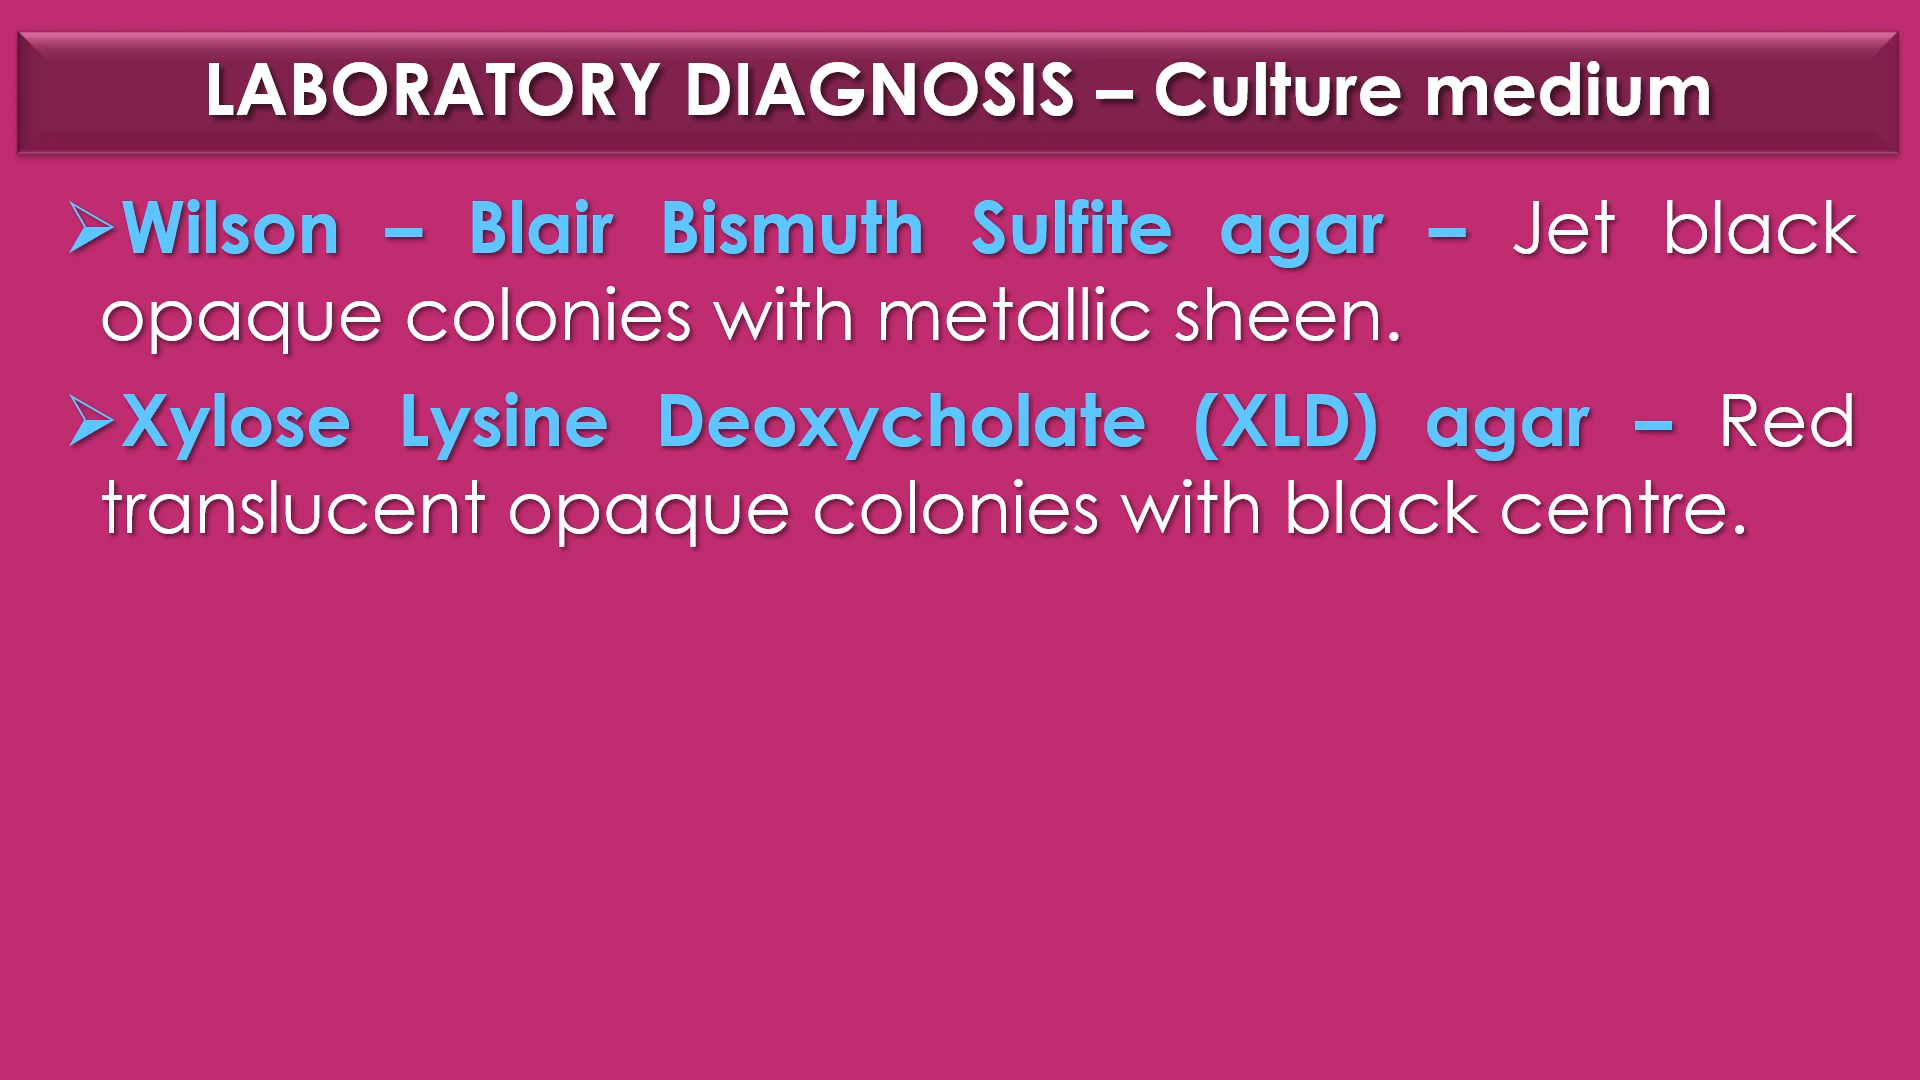 LABORATORY DIAGNOSIS – Culture medium
➢Wilson – Blair Bismuth Sulfite agar – Jet black
opaque colonies with metallic sheen.
➢Xylose Lysine Deoxycholate (XLD) agar – Red
translucent opaque colonies with black centre.